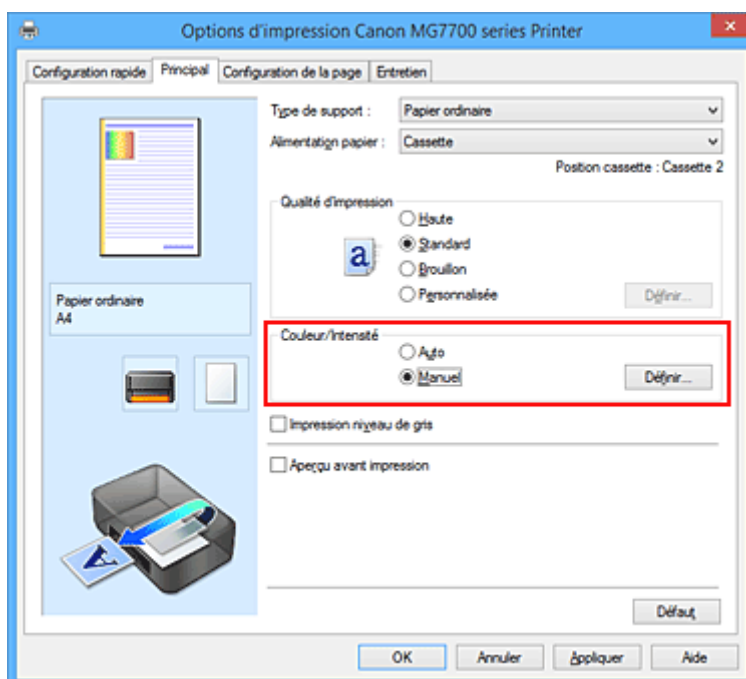 Options d'impression Canon MG7700 series Printer
Configuration rapide Principal Configuration de la page Entretien
Type de support : Papier ordinaire
Alimentation papier : Cassette
Position cassette : Cassette 2
Qualité d'impression
Haute
a Standard
Brouillon
Personnalisée Définir...
Papier ordinaire
A4
Couleur/Intensité
Auto
Manuel Définir...
Impression niveau de gris
Aperçu avant impression
A
Défaut
OK Annuler Appliquer Aide